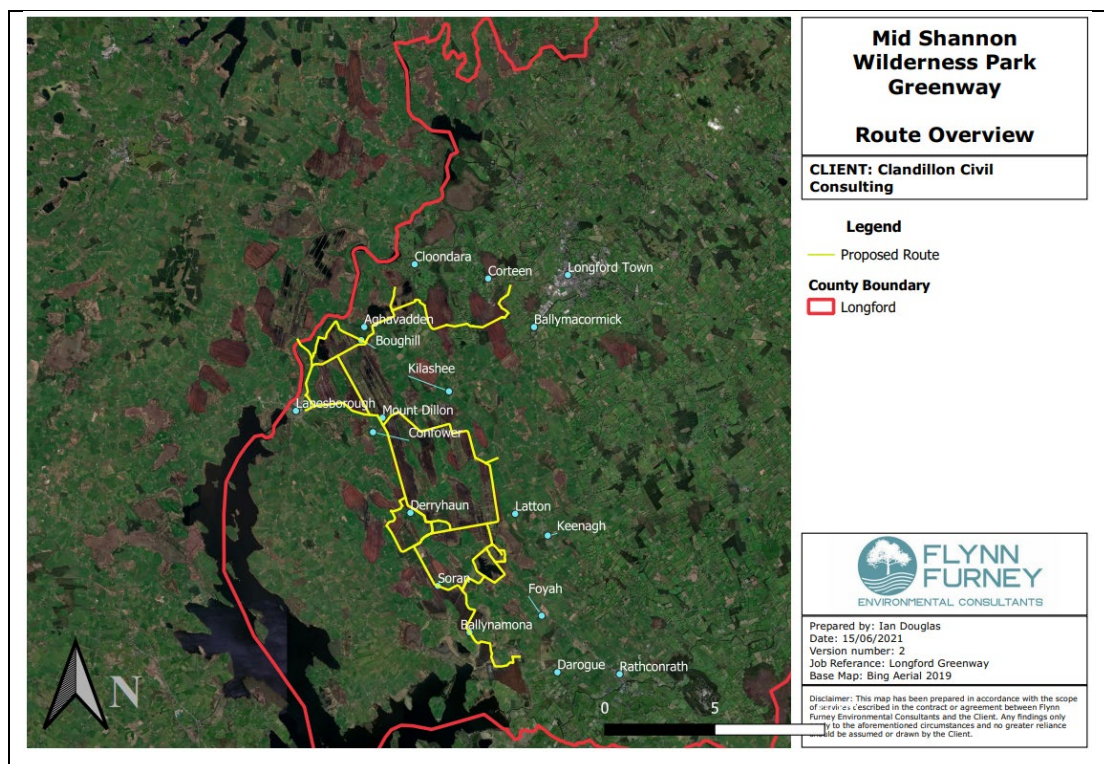 Mid Shannon
Wilderness Park
Greenway
Route Overview
CLIENT: Clandillon Civil
Consulting
Legend
Proposed Route
County Boundary
Longford
Cloondara
Corteen
Longford Town
Aghavadden
Ballymacormick
Boughill
Kilashee
Lanesborough
Mount Dillon
Confower
Derryhaun
Latton
Keenagh
Soran
Foyah
Ballynamona
Darogue
Rathconrath
N
0
5
FLYNN
FURNEY
ENVIRONMENTAL CONSULTANTS
Prepared by: Ian Douglas
Date: 15/06/2021
Version number: 2
Job Referance: Longford Greenway
Base Map: Bing Aerial 2019
Disclaimer: This map has been prepared in accordance with the scope
of services described in the contract or agreement between Flynn
Furney Environmental Consultants and the Client. Any findings only
to the aforementioned circumstances and no greater reliance
be assumed or drawn by the Client.